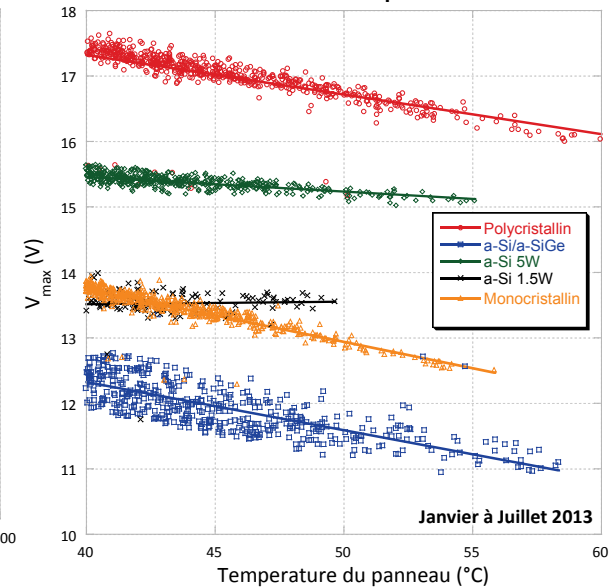 18
17
16
15
14
13
12
11
10
V_max (V)
Polycristallin
a-Si/a-SiGe
a-Si 5W
a-Si 1.5W
Monocristallin
Janvier à Juillet 2013
00
40
45
50
55
60
Temperature du panneau (°C)